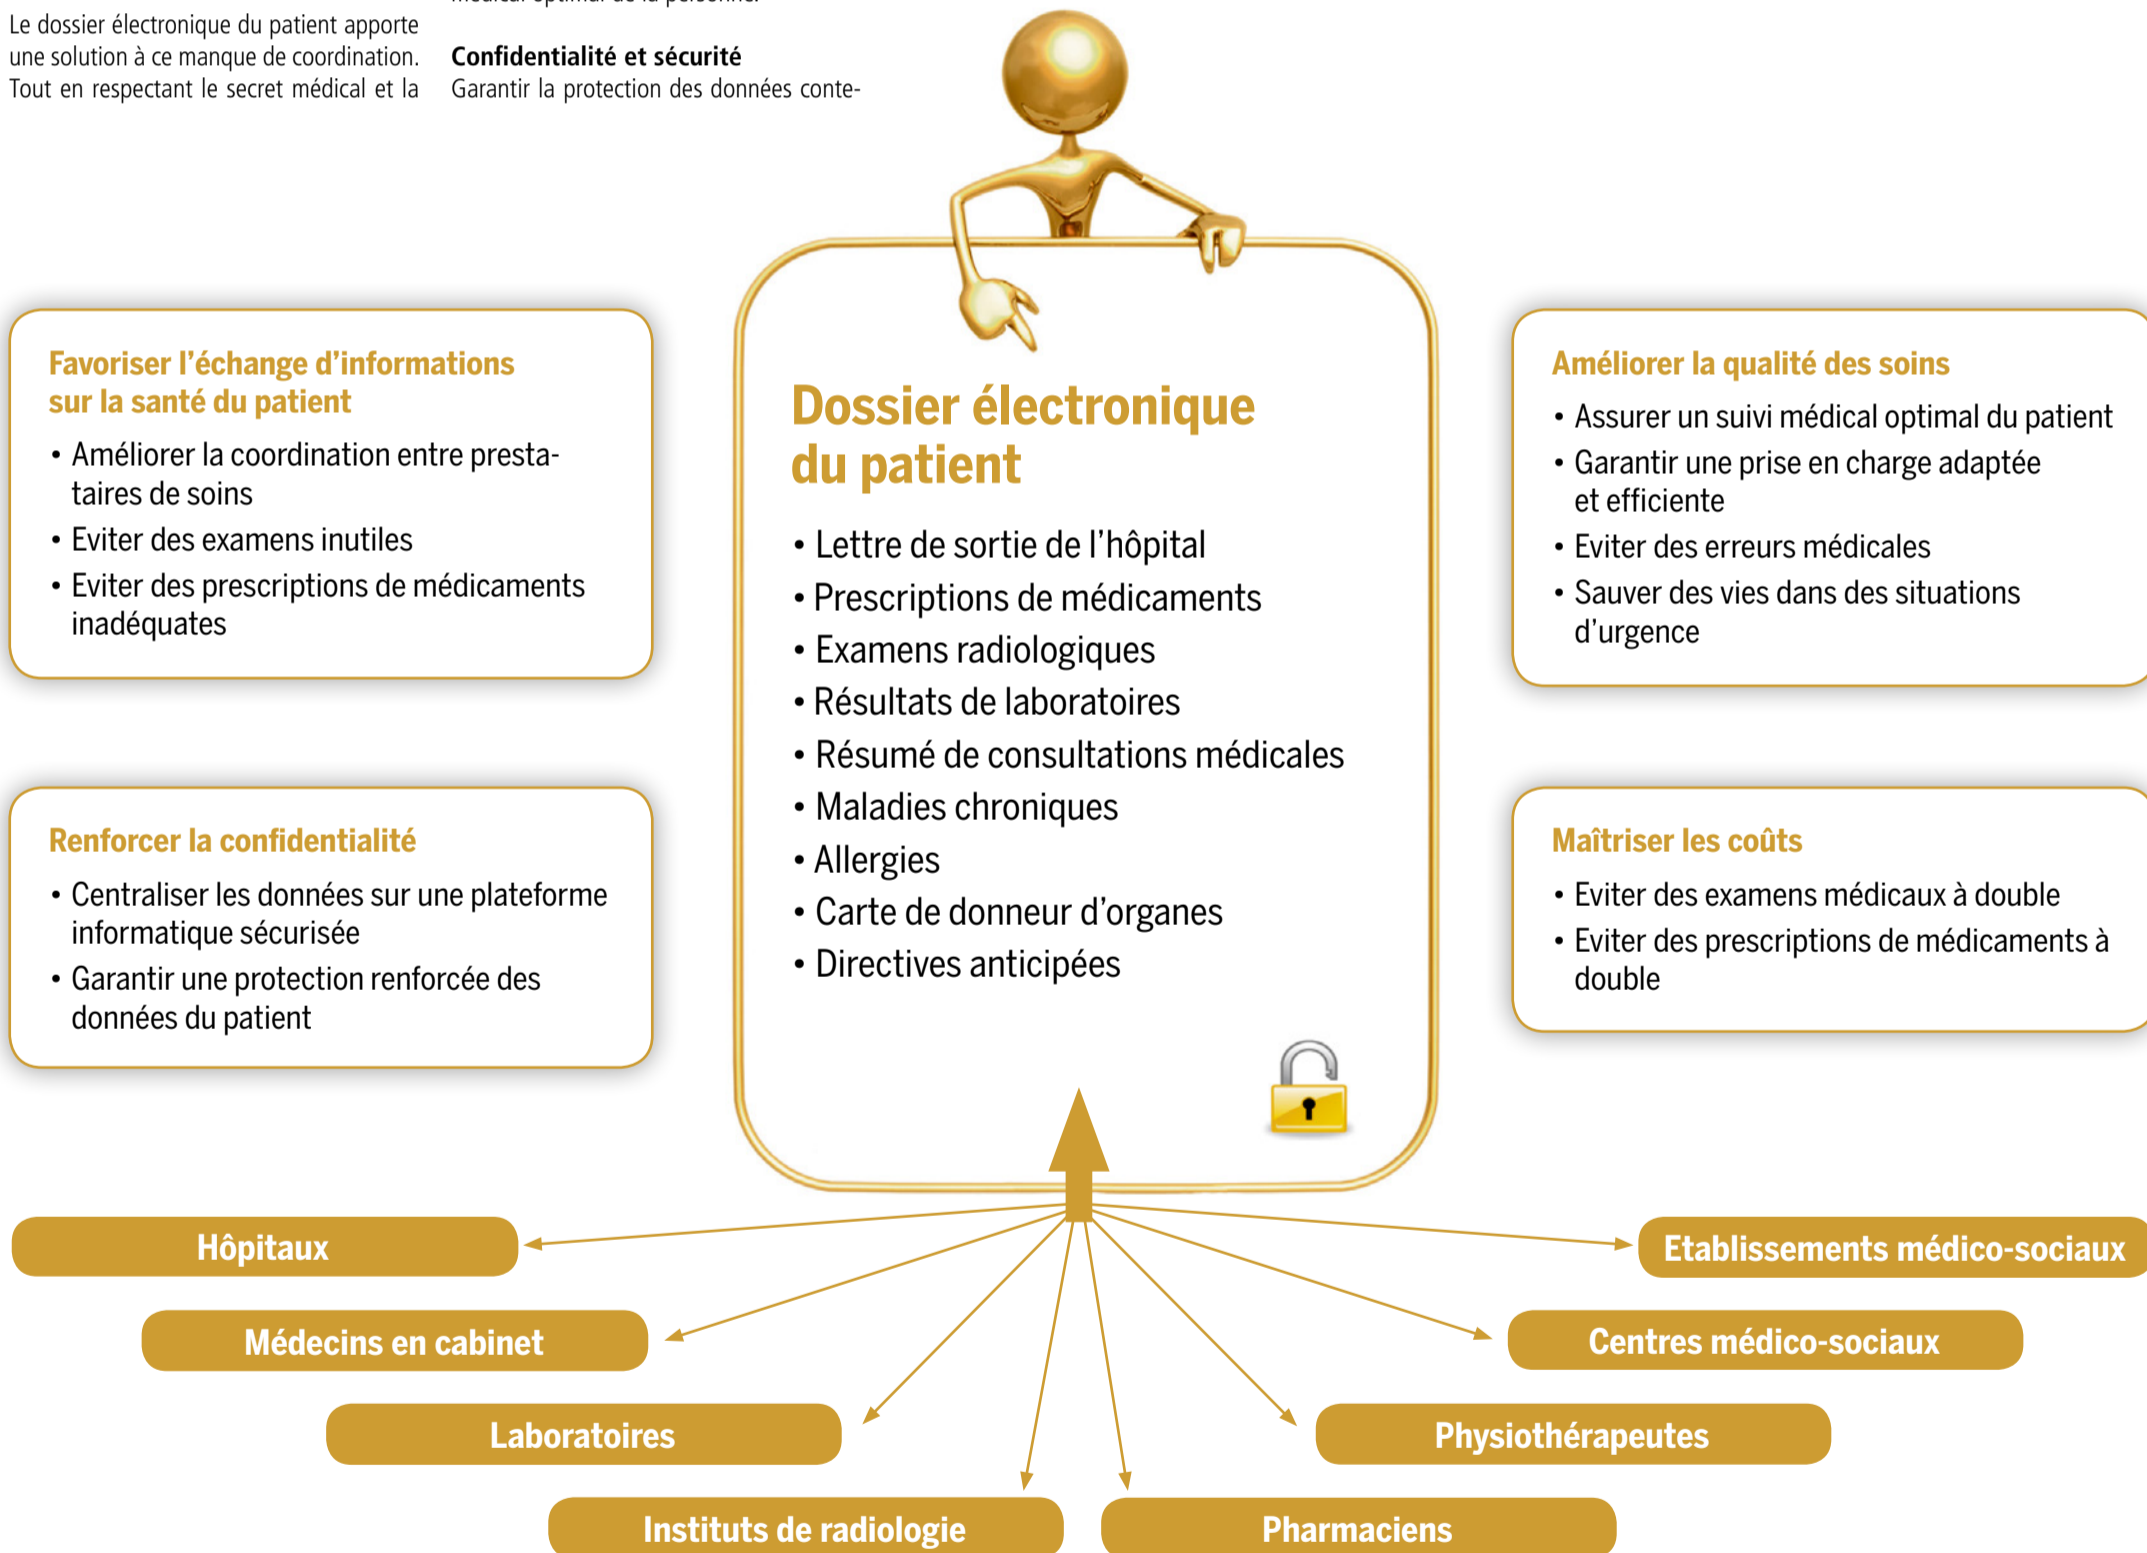 Le dossier électronique du patient apporte
une solution à ce manque de coordination.
Tout en respectant le secret médical et la
médical optimal de la personne.
Confidentialité et sécurité
Garantir la protection des données conte-
Favoriser l'échange d'informations
sur la santé du patient
• Améliorer la coordination entre presta-
taires de soins
• Eviter des examens inutiles
• Eviter des prescriptions de médicaments
inadéquates
Renforcer la confidentialité
• Centraliser les données sur une plateforme
informatique sécurisée
• Garantir une protection renforcée des
données du patient
Dossier électronique
du patient
• Lettre de sortie de l'hôpital
• Prescriptions de médicaments
• Examens radiologiques
• Résultats de laboratoires
• Résumé de consultations médicales
• Maladies chroniques
• Allergies
• Carte de donneur d'organes
• Directives anticipées
Améliorer la qualité des soins
• Assurer un suivi médical optimal du patient
• Garantir une prise en charge adaptée
et efficiente
• Eviter des erreurs médicales
• Sauver des vies dans des situations
d'urgence
Maîtriser les coûts
• Eviter des examens médicaux à double
• Eviter des prescriptions de médicaments à
double
Hôpitaux
Etablissements médico-sociaux
Médecins en cabinet
Centres médico-sociaux
Laboratoires
Physiothérapeutes
Instituts de radiologie
Pharmaciens